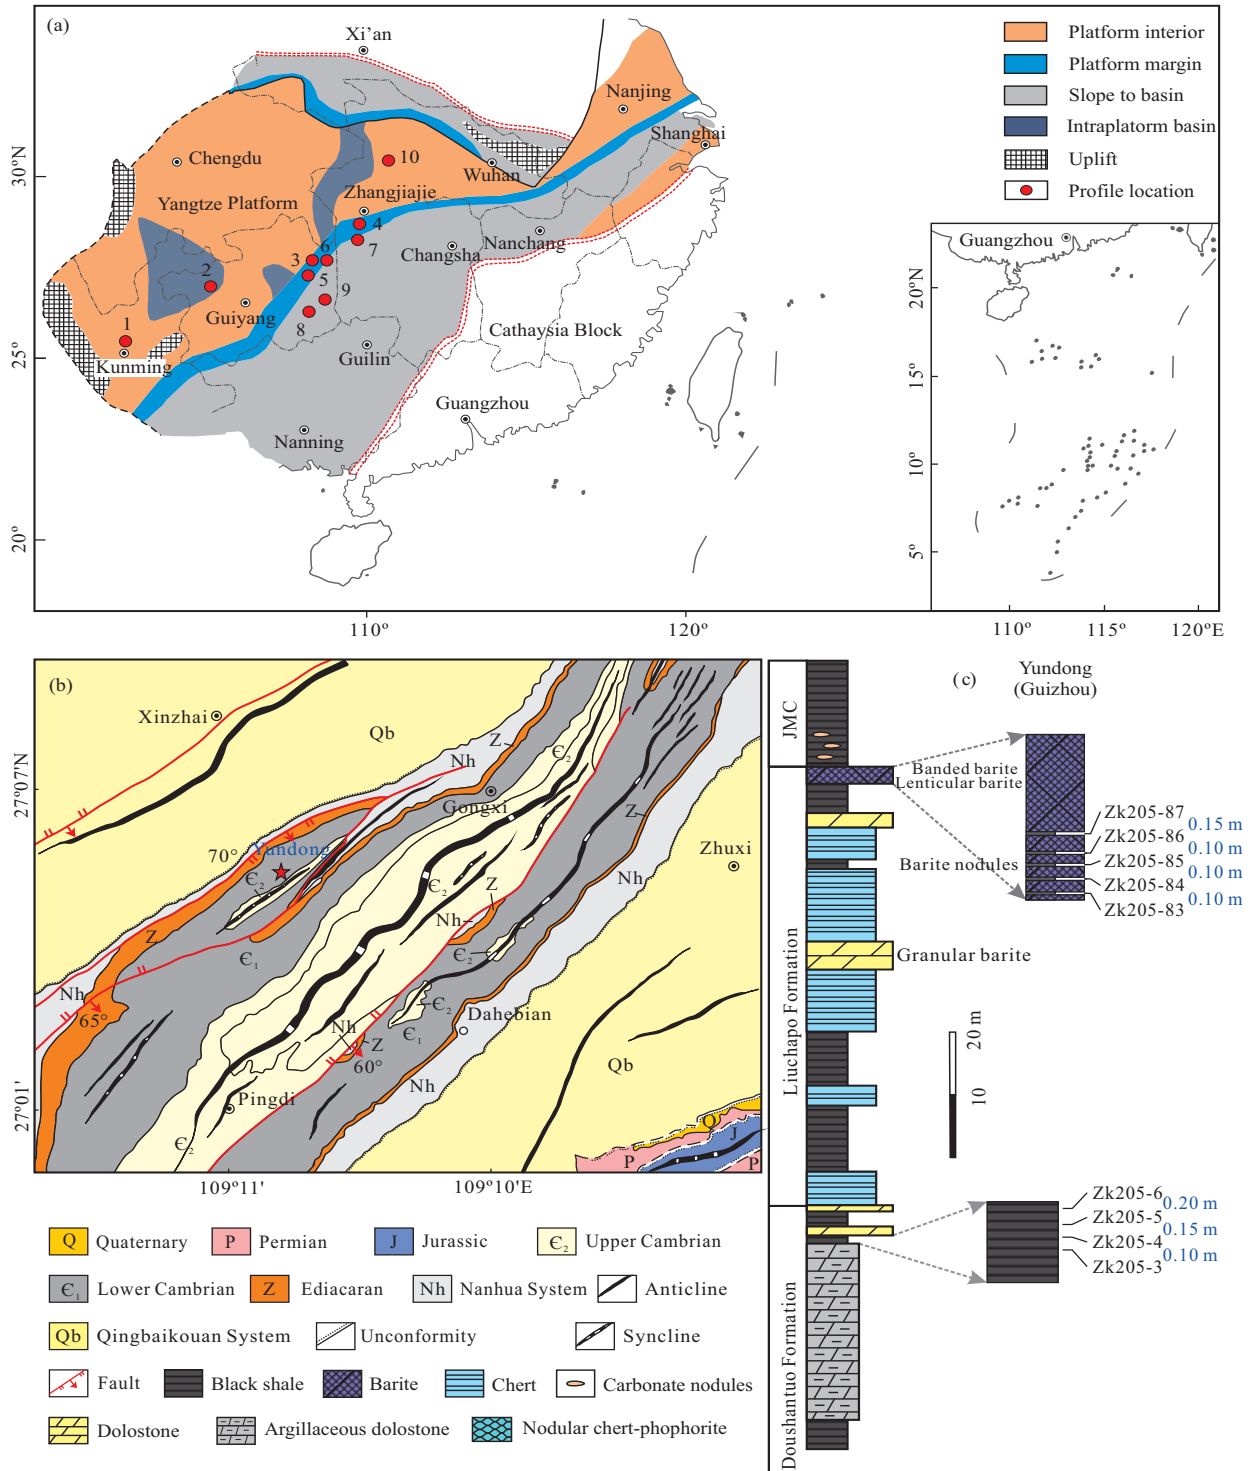 (a)
Xi'an
Nanjing
Shanghai
Chengdu
10
Wuhan
Zhangjiajie
Yangtze Platform
4
6
7
Nanchang
Changsha
3
5
2
9
Guiyang
8
1
Cathaysia Block
Guilin
Kunming
Guangzhou
Nanning
30°N
25°
20°
110°
120°
Platform interior
Platform margin
Slope to basin
Intraplatorm basin
Uplift
Profile location
Guangzhou
20°N
15°
10°
5°
110°
115°
120°E
(b)
Xinzhai
Qb
Z
Є2
Nh
Gongxi
Z
Yundong
70°
Є2
Zhuxi
Є2
Z
Nh
Nh
Z
Є1
Є2
Nh
65°
Є2
Nh
Є1
Dahebian
Z
60°
Nh
Qb
Pingdi
Є2
Q
J
P
P
27°07'N
27°01'
109°11'
109°10'E
(c)
Yundong
(Guizhou)
JMC
Banded barite
Lenticular barite
Zk205-87
0.15 m
Zk205-86
0.10 m
Barite nodules
Zk205-85
0.10 m
Zk205-84
0.10 m
Zk205-83
Granular barite
Liuchapo Formation
20 m
10
Zk205-6
0.20 m
Zk205-5
0.15 m
Zk205-4
0.10 m
Zk205-3
Doushantuo Formation
Q Quaternary
P Permian
J Jurassic
Є2 Upper Cambrian
Є1 Lower Cambrian
Z Ediacaran
Nh Nanhua System
Anticline
Qb Qingbaikouan System
Unconformity
Syncline
Fault
Black shale
Barite
Chert
Carbonate nodules
Dolostone
Argillaceous dolostone
Nodular chert-phophorite